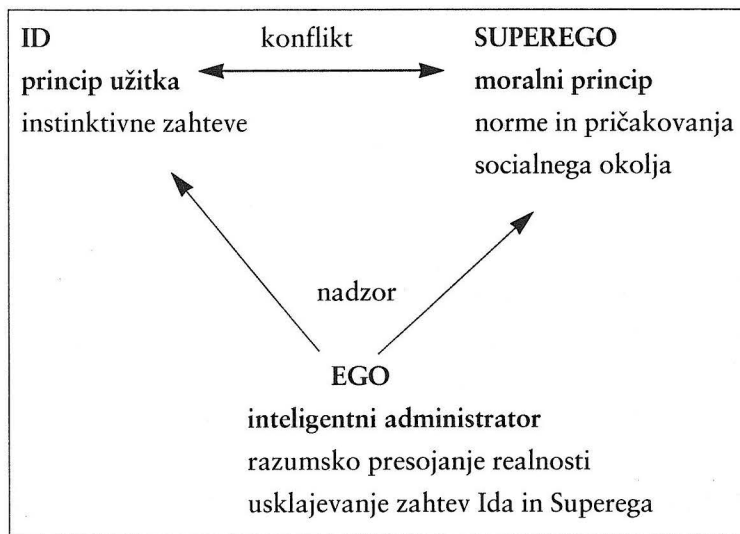 ID
konflikt
SUPEREGO
princip užitka
moralni princip
instinktivne zahteve
norme in pričakovanja
socialnega okolja
nadzor
EGO
inteligentni administrator
razumsko presojanje realnosti
usklajevanje zahtev Ida in Superega